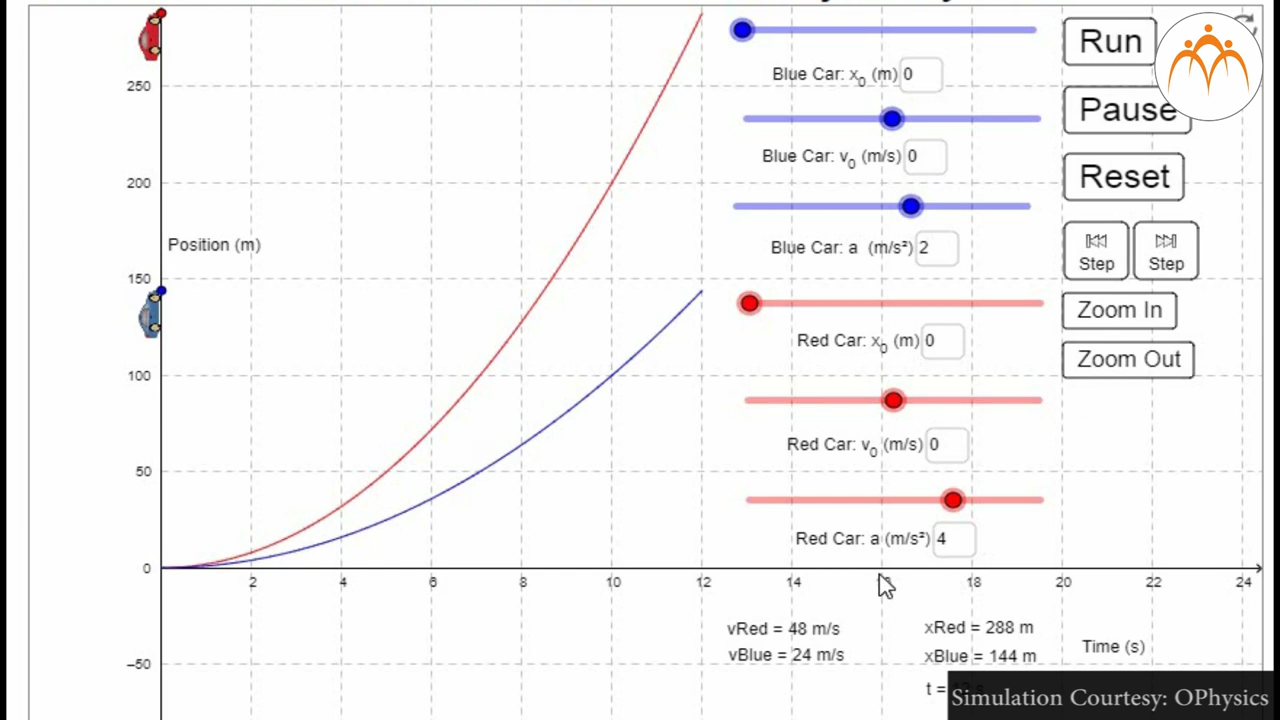 Run
Blue Car: x0 (m) 0
Pause
Blue Car: v0 (m/s) 0
Reset
Blue Car: a (m/s²) 2
Step
Step
Red Car: x0 (m) 0
Zoom In
Zoom Out
Red Car: v0 (m/s) 0
Red Car: a (m/s²) 4
Position (m)
250
200
150
100
50
0
−50
2
4
6
8
10
12
14
16
18
20
22
24
vRed = 48 m/s
xRed = 288 m
vBlue = 24 m/s
xBlue = 144 m
Time (s)
t =
Simulation Courtesy: OPhysics